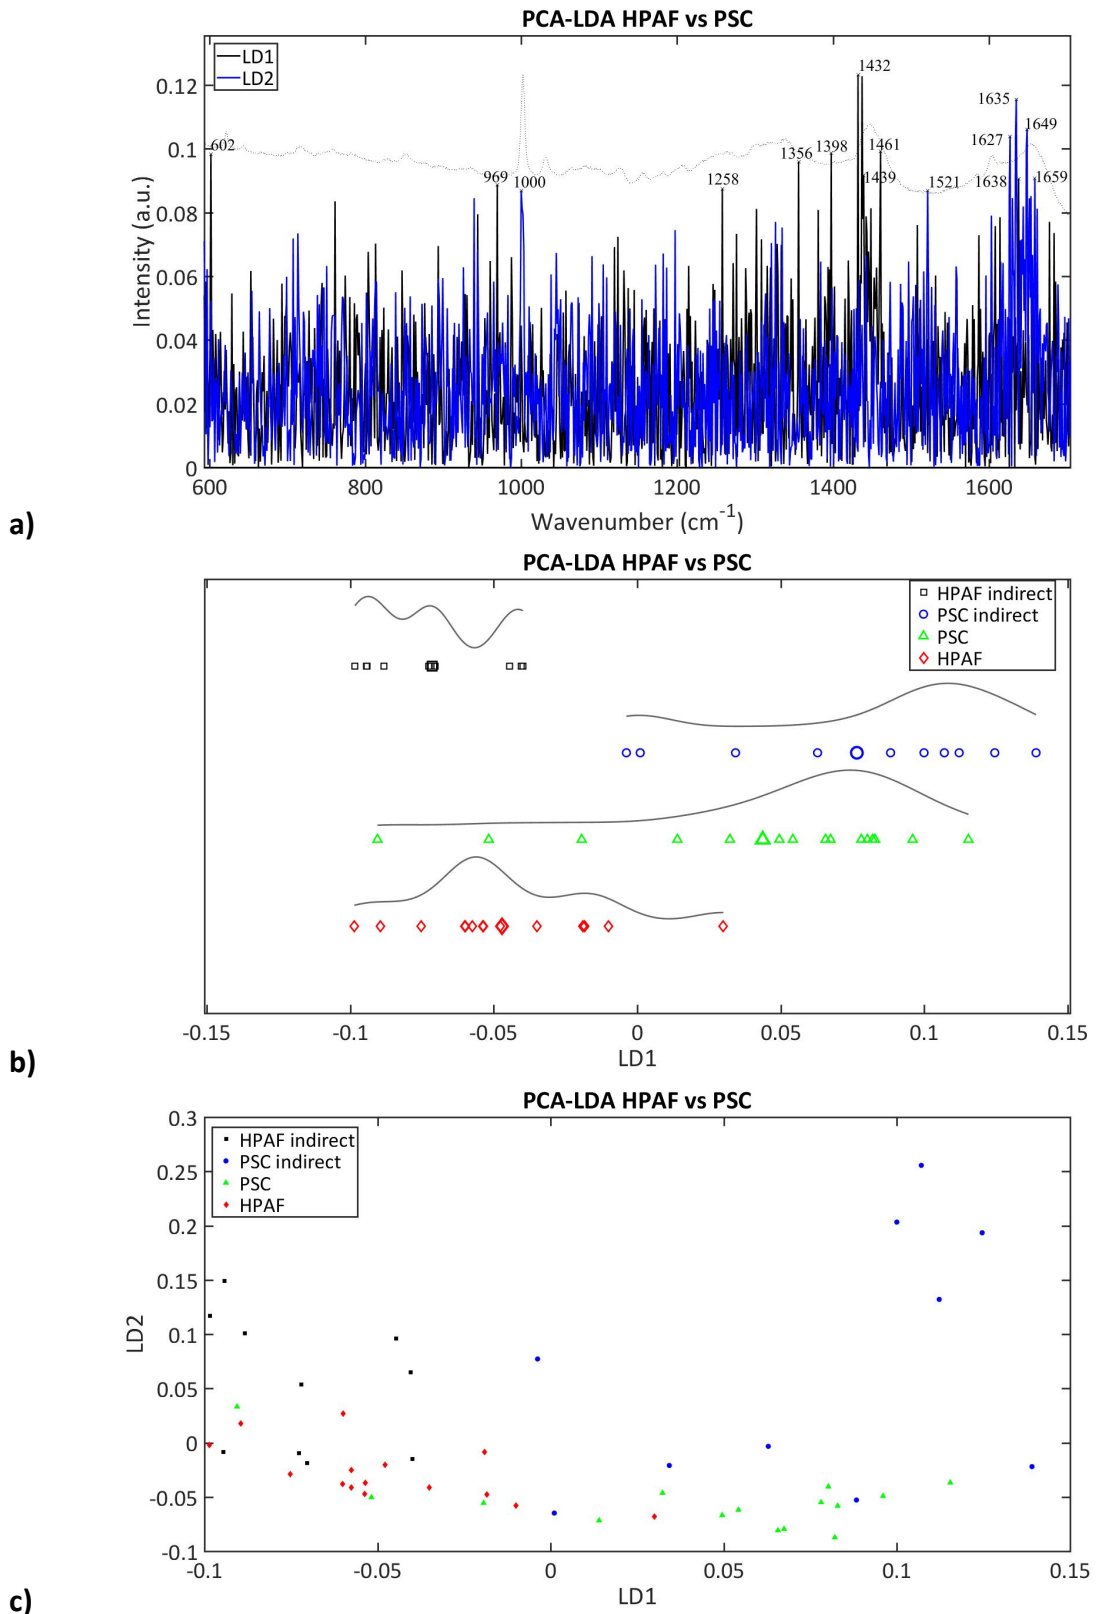 PCA-LDA HPAF vs PSC
LD1
LD2
602
969
1000
1258
1356
1398
1432
1439
1461
1521
1627
1635
1638
1649
1659
0.12
0.1
0.08
0.06
0.04
0.02
0
Intensity (a.u.)
600 800 1000 1200 1400 1600
Wavenumber (cm-1)
a)
PCA-LDA HPAF vs PSC
HPAF indirect
PSC indirect
PSC
HPAF
-0.15 -0.1 -0.05 0 0.05 0.1 0.15
LD1
b)
PCA-LDA HPAF vs PSC
HPAF indirect
PSC indirect
PSC
HPAF
0.3
0.25
0.2
0.15
0.1
0.05
0
-0.05
-0.1
LD2
-0.1 -0.05 0 0.05 0.1 0.15
LD1
c)